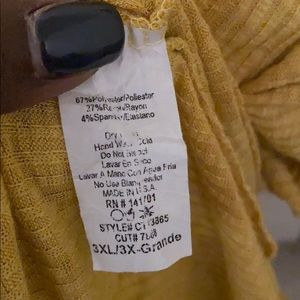 67%Polyester/Poliester
27%Rayon/Rayon
4%Spandex/Elastano
Dry
Hand Wash Cold
Do Not
Lavar En Seco
Lavar A Mano Con Agua Fria
No Use
MADE IN U.S.A
RN # 141701
STYLE#
CUT#
3XL/3X-Grande